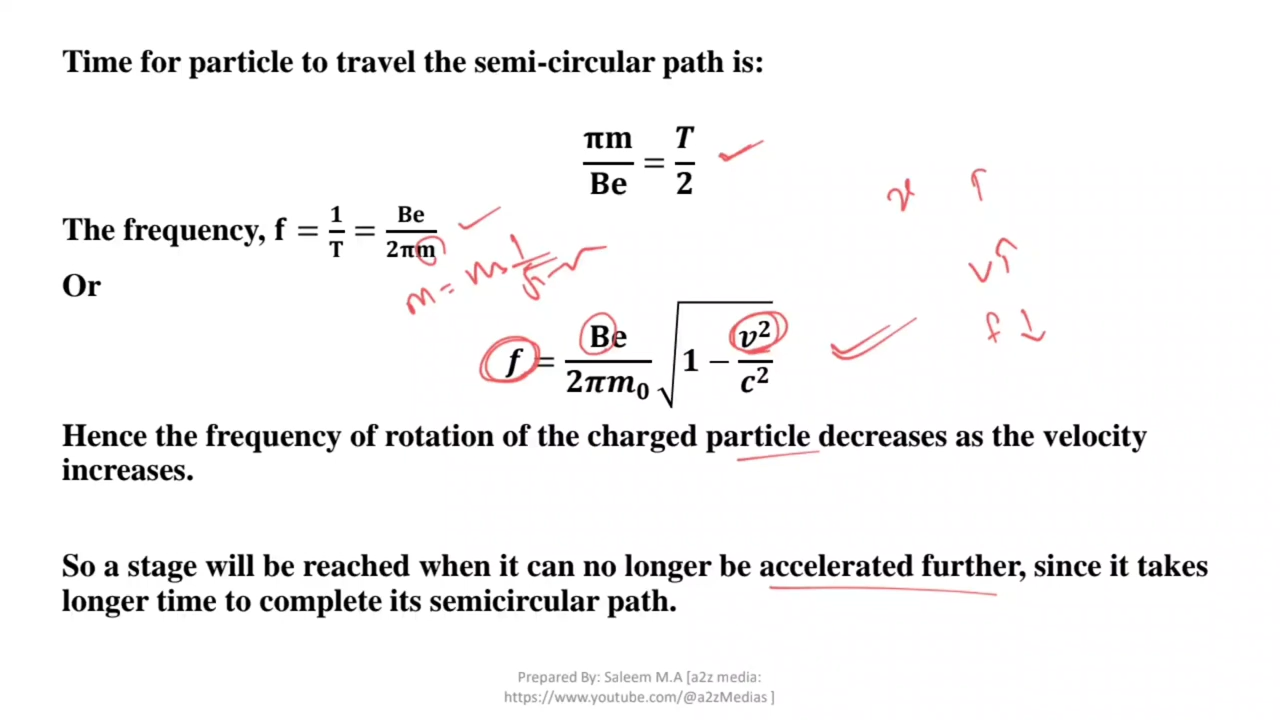 Time for particle to travel the semi-circular path is:
πm/Be = T/2
The frequency, f = 1/T = Be/2πm
Or
f = Be/2πm₀ √(1 − v²/c²)
v ↑
f ↓
Hence the frequency of rotation of the charged particle decreases as the velocity
increases.
So a stage will be reached when it can no longer be accelerated further, since it takes
longer time to complete its semicircular path.
Prepared By: Saleem M.A [a2z media:
https://www.youtube.com/@a2zMedias ]